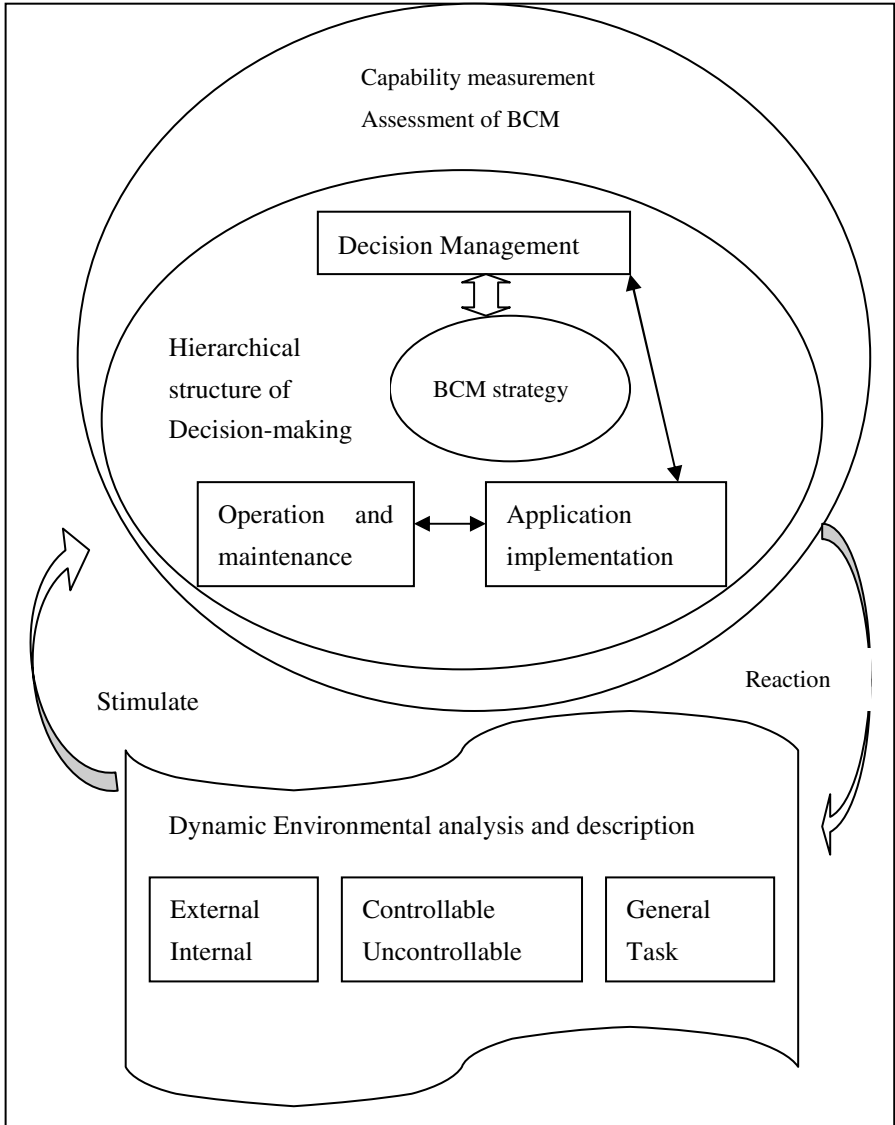 Capability measurement
Assessment of BCM
Decision Management
Hierarchical
structure of
Decision-making
BCM strategy
Operation and
maintenance
Application
implementation
Stimulate
Reaction
Dynamic Environmental analysis and description
External
Internal
Controllable
Uncontrollable
General
Task